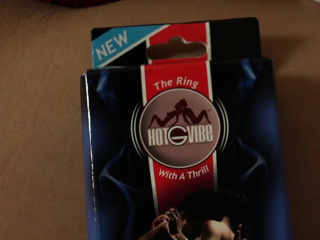 NEW
The Ring
HOT G VIBE
With A Thrill